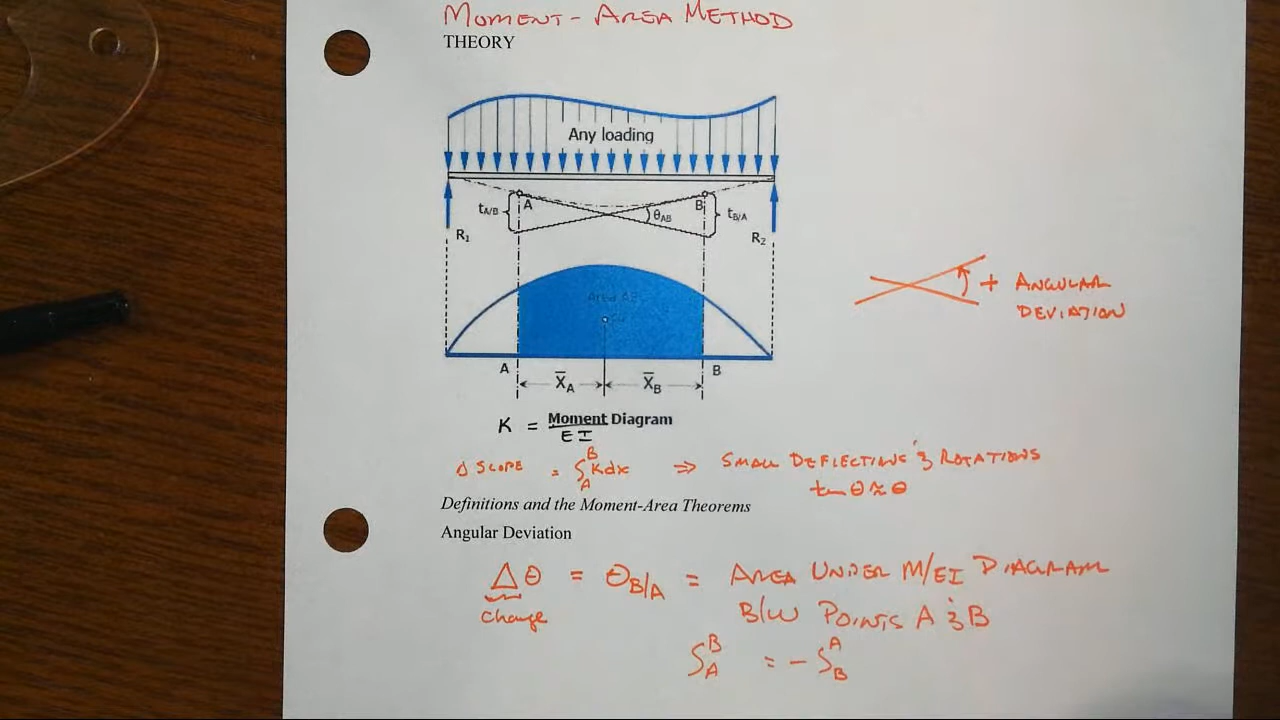 MOMENT-AREA METHOD
THEORY
Any loading
A
B
tA/B
θAB
tB/A
R1
R2
Area AB
A
X̄A
X̄B
B
K = Moment Diagram
EI
Δ SLOPE = ∫AB Kdx ⇒ SMALL DEFLECTIONS & ROTATIONS
tan θ ≈ θ
+ ANGULAR
DEVIATION
Definitions and the Moment-Area Theorems
Angular Deviation
Δθ = θB/A = AREA UNDER M/EI DIAGRAM
change
B/W POINTS A & B
∫AB = -∫BA